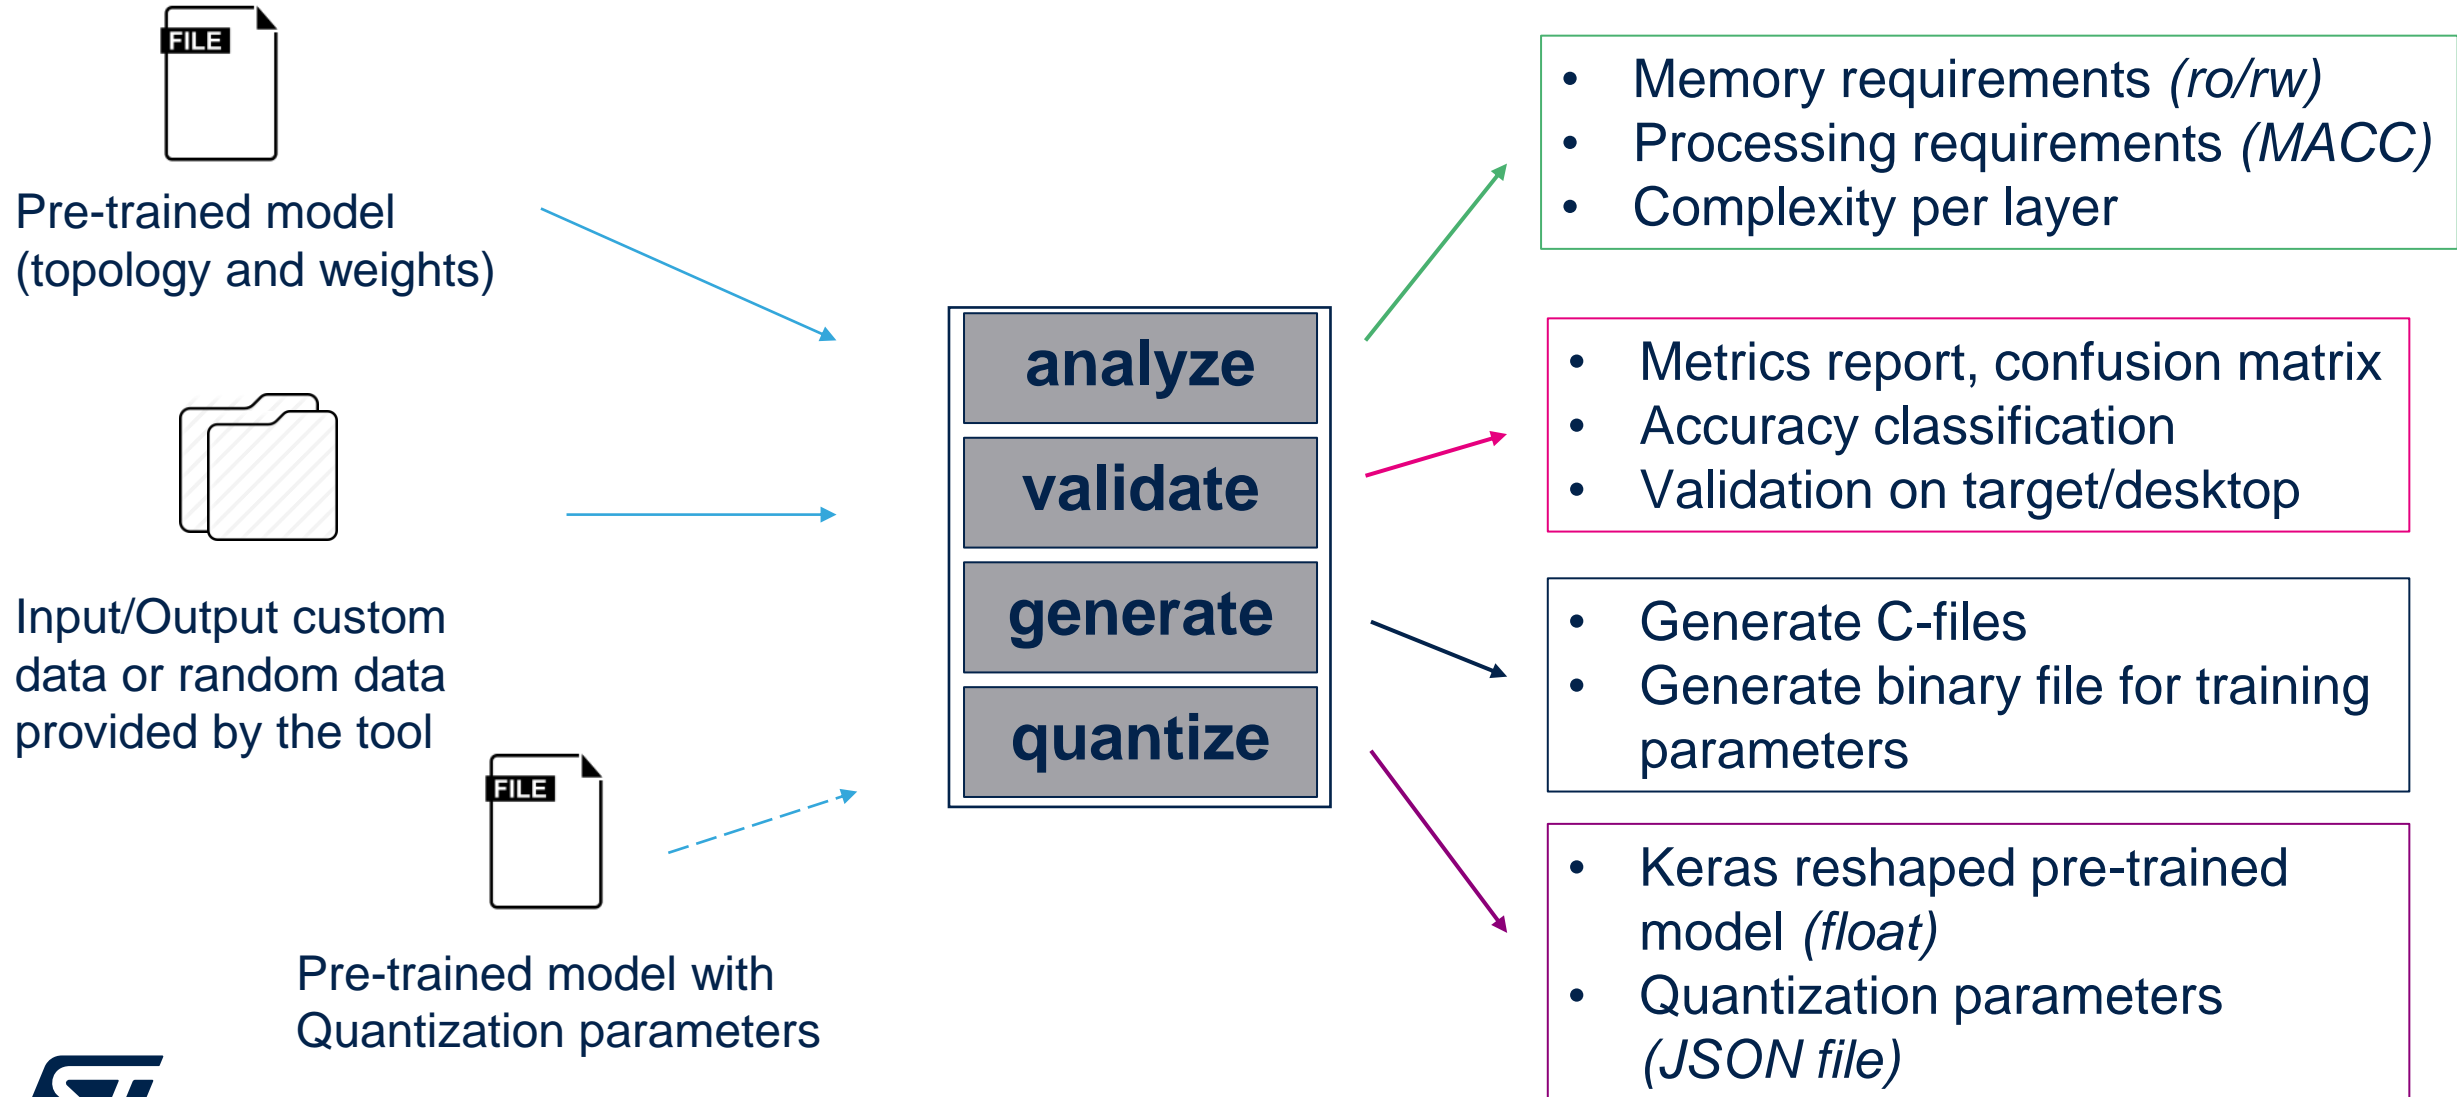 FILE
Pre-trained model
(topology and weights)
Input/Output custom
data or random data
provided by the tool
FILE
Pre-trained model with
Quantization parameters
analyze
validate
generate
quantize
• Memory requirements (ro/rw)
• Processing requirements (MACC)
• Complexity per layer
• Metrics report, confusion matrix
• Accuracy classification
• Validation on target/desktop
• Generate C-files
• Generate binary file for training
parameters
• Keras reshaped pre-trained
model (float)
• Quantization parameters
(JSON file)